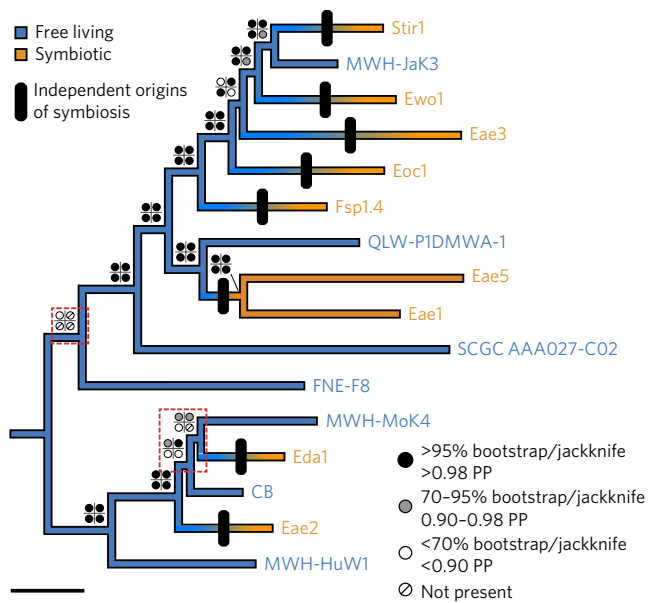 Free living
Symbiotic
Independent origins
of symbiosis
Stir1
MWH-JaK3
Ewo1
Eae3
Eoc1
Fsp1.4
QLW-P1DMWA-1
Eae5
Eae1
SCGC AAA027-C02
FNE-F8
MWH-MoK4
Eda1
CB
Eae2
MWH-HuW1
>95% bootstrap/jackknife
>0.98 PP
70–95% bootstrap/jackknife
0.90–0.98 PP
<70% bootstrap/jackknife
<0.90 PP
Not present